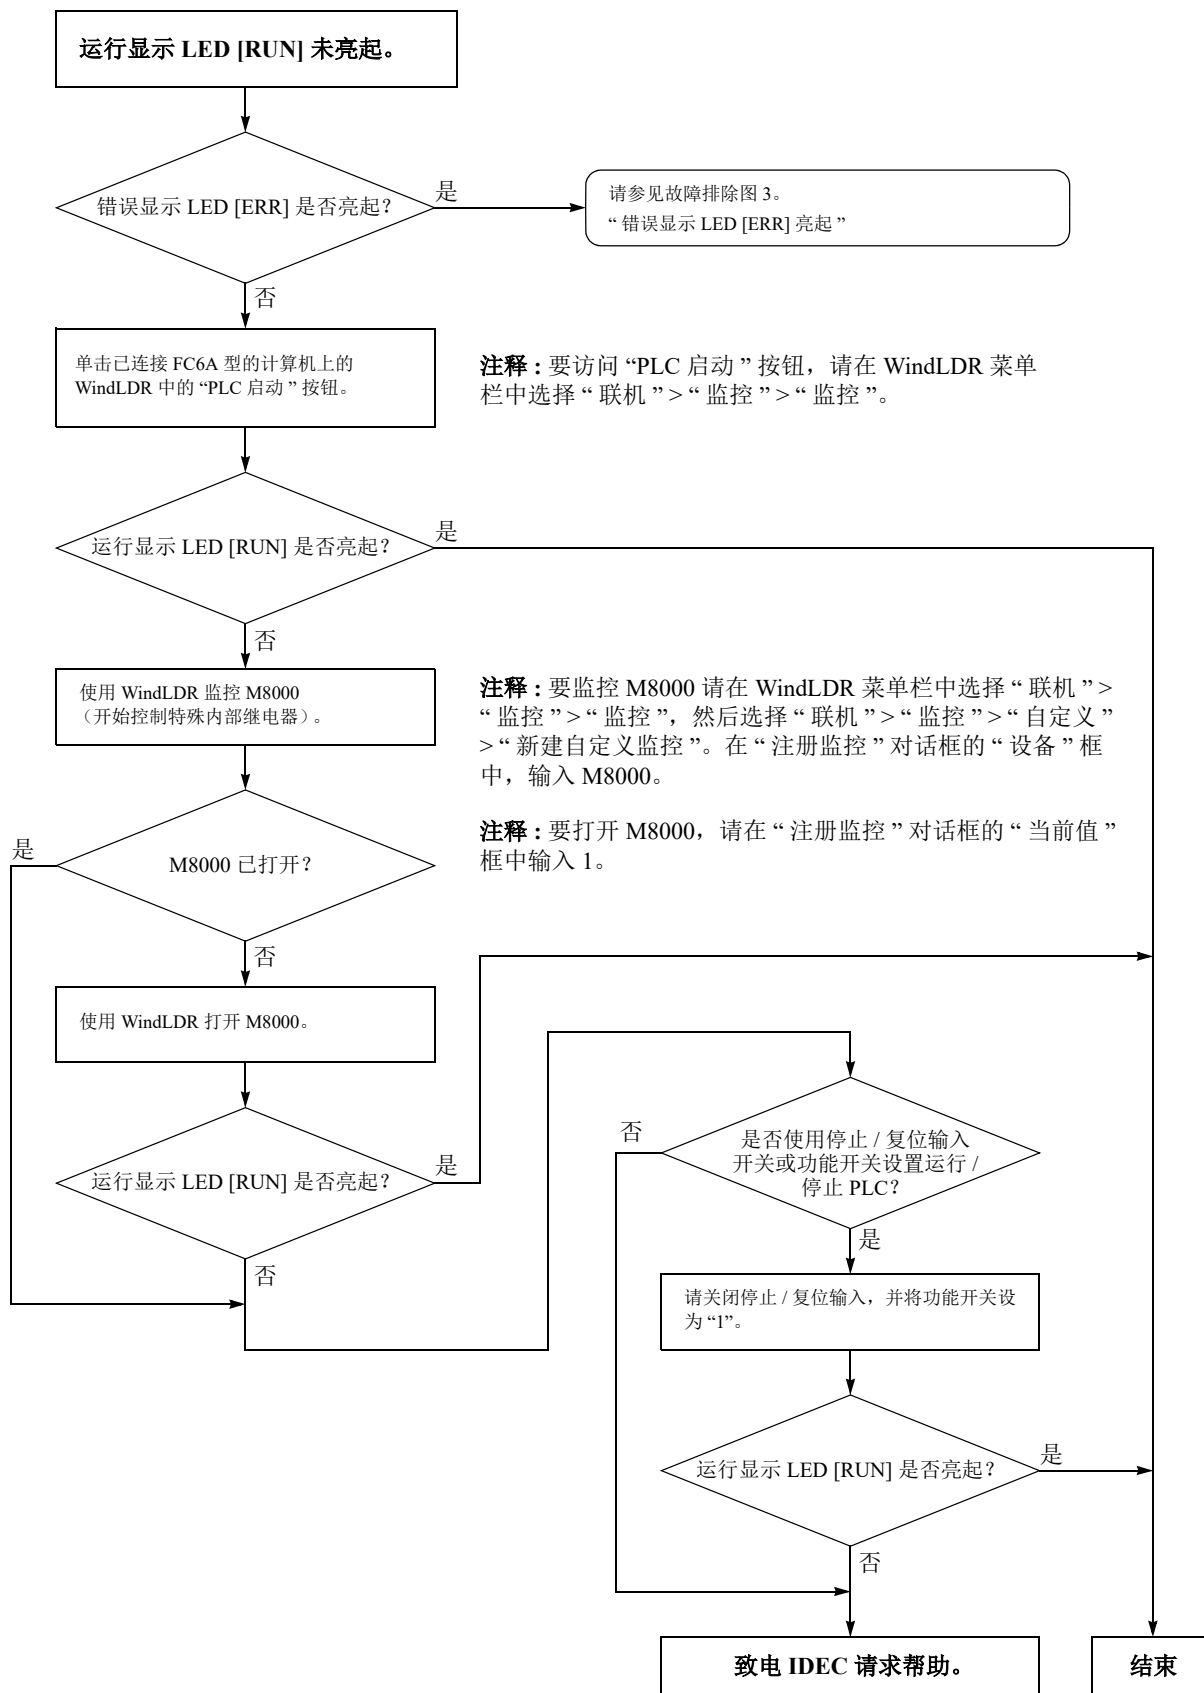 运行显示 LED [RUN] 未亮起。
错误显示 LED [ERR] 是否亮起？
是
请参见故障排除图 3。
“ 错误显示 LED [ERR] 亮起 ”
否
单击已连接 FC6A 型的计算机上的
WindLDR 中的 “PLC 启动 ” 按钮。
注释 : 要访问 “PLC 启动 ” 按钮，请在 WindLDR 菜单
栏中选择 “ 联机 ” > “ 监控 ” > “ 监控 ”。
运行显示 LED [RUN] 是否亮起？
是
否
使用 WindLDR 监控 M8000
（开始控制特殊内部继电器）。
注释 : 要监控 M8000 请在 WindLDR 菜单栏中选择 “ 联机 ” >
“ 监控 ” > “ 监控 ”，然后选择 “ 联机 ” > “ 监控 ” > “ 自定义 ”
> “ 新建自定义监控 ”。在 “ 注册监控 ” 对话框的 “ 设备 ” 框
中，输入 M8000。
注释 : 要打开 M8000，请在 “ 注册监控 ” 对话框的 “ 当前值 ”
框中输入 1。
是
M8000 已打开？
否
使用 WindLDR 打开 M8000。
运行显示 LED [RUN] 是否亮起？
是
否
否
是否使用停止 / 复位输入
开关或功能开关设置运行 /
停止 PLC？
是
请关闭停止 / 复位输入，并将功能开关设
为 “1”。
运行显示 LED [RUN] 是否亮起？
是
否
致电 IDEC 请求帮助。
结束